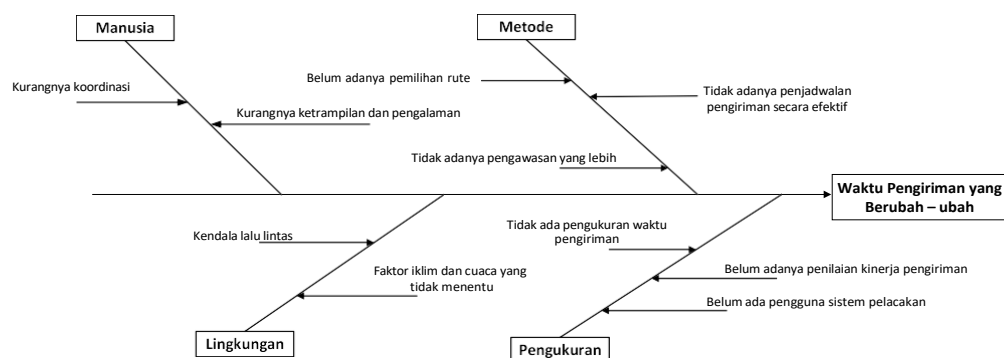 Manusia
Metode
Kurangnya koordinasi
Kurangnya ketrampilan dan pengalaman
Belum adanya pemilihan rute
Tidak adanya penjadwalan
pengiriman secara efektif
Tidak adanya pengawasan yang lebih
Waktu Pengiriman yang
Berubah – ubah
Kendala lalu lintas
Faktor iklim dan cuaca yang
tidak menentu
Lingkungan
Tidak ada pengukuran waktu
pengiriman
Belum adanya penilaian kinerja pengiriman
Belum ada pengguna sistem pelacakan
Pengukuran